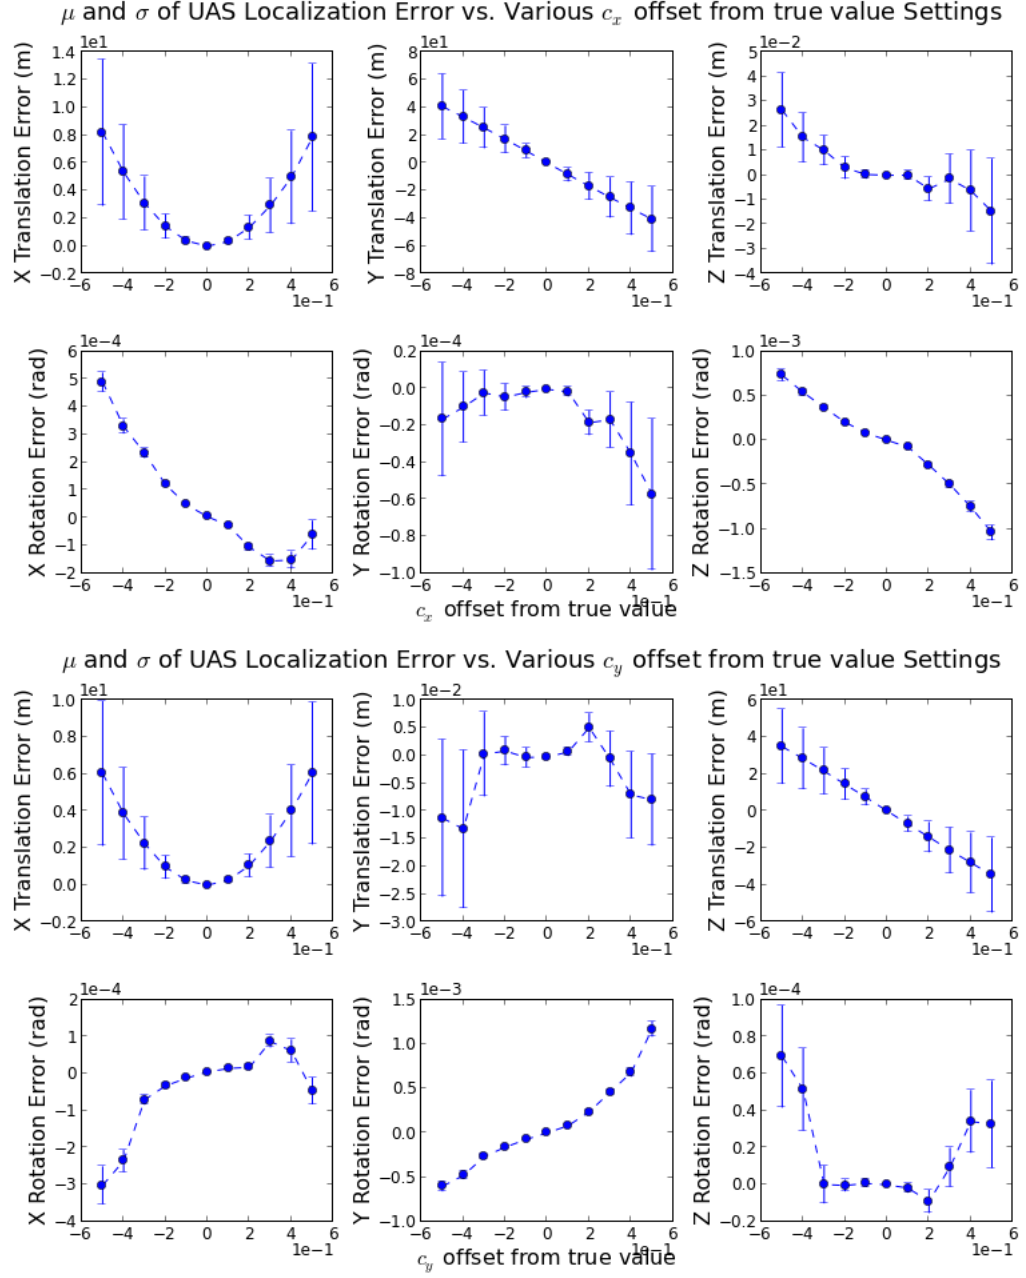 μ and σ of UAS Localization Error vs. Various c_x offset from true value Settings
1e1 1e1 5e−2
X Translation Error (m)
1.4
1.2
1.0
0.8
0.6
0.4
0.2
0.0
−0.2
−6 −4 −2 0 2 4 6
1e−1
Y Translation Error (m)
8
6
4
2
0
−2
−4
−6
−8
−6 −4 −2 0 2 4 6
1e−1
Z Translation Error (m)
5
4
3
2
1
0
−1
−2
−3
−4
−6 −4 −2 0 2 4 6
1e−1
1e−4 1e−4 1e−3
X Rotation Error (rad)
6
5
4
3
2
1
0
−1
−2
−6 −4 −2 0 2 4 6
1e−1
Y Rotation Error (rad)
0.2
0.0
−0.2
−0.4
−0.6
−0.8
−1.0
−6 −4 −2 0 2 4 6
1e−1
Z Rotation Error (rad)
1.0
0.5
0.0
−0.5
−1.0
−1.5
−6 −4 −2 0 2 4 6
1e−1
c_x offset from true value
μ and σ of UAS Localization Error vs. Various c_y offset from true value Settings
1e1 1e−2 1e1
X Translation Error (m)
1.0
0.8
0.6
0.4
0.2
0.0
−0.2
−6 −4 −2 0 2 4 6
1e−1
Y Translation Error (m)
1.0
0.5
0.0
−0.5
−1.0
−1.5
−2.0
−2.5
−3.0
−6 −4 −2 0 2 4 6
1e−1
Z Translation Error (m)
6
4
2
0
−2
−4
−6
−6 −4 −2 0 2 4 6
1e−1
1e−4 1e−3 1e−4
X Rotation Error (rad)
2
1
0
−1
−2
−3
−4
−6 −4 −2 0 2 4 6
1e−1
Y Rotation Error (rad)
1.5
1.0
0.5
0.0
−0.5
−1.0
−6 −4 −2 0 2 4 6
1e−1
Z Rotation Error (rad)
1.0
0.8
0.6
0.4
0.2
0.0
−0.2
−6 −4 −2 0 2 4 6
1e−1
c_y offset from true value